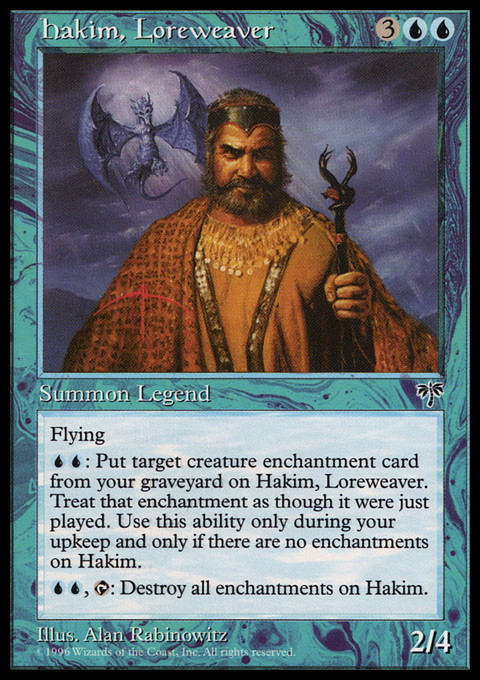 Hakim, Loreweaver 3
Summon Legend
Flying
: Put target creature enchantment card
from your graveyard on Hakim, Loreweaver.
Treat that enchantment as though it were just
played. Use this ability only during your
upkeep and only if there are no enchantments
on Hakim.
, : Destroy all enchantments on Hakim.
Illus. Alan Rabinowitz
2/4
©1996 Wizards of the Coast, Inc. All rights reserved.